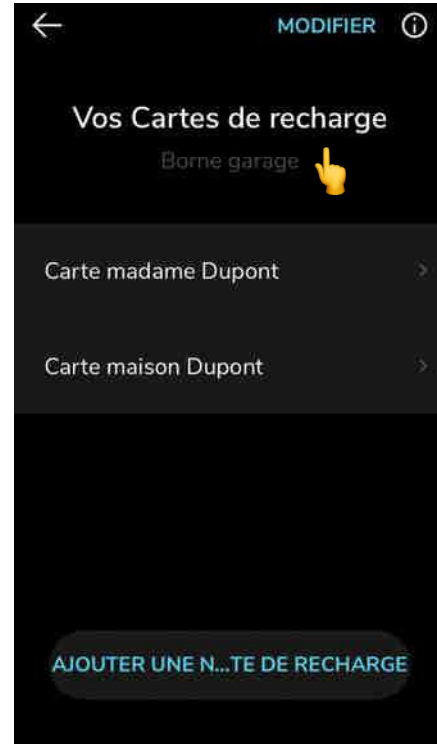 MODIFIER
Vos Cartes de recharge
Borne garage
Carte madame Dupont
Carte maison Dupont
AJOUTER UNE N...TE DE RECHARGE